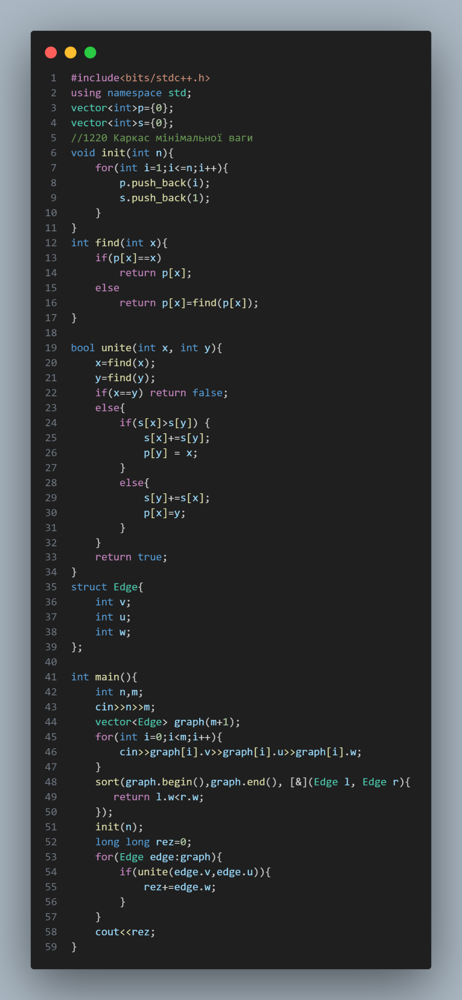 1 #include<bits/stdc++.h>
2 using namespace std;
3 vector<int>p={0};
4 vector<int>s={0};
5 //1220 Каркас мінімальної ваги
6 void init(int n){
7     for(int i=1;i<=n;i++){
8         p.push_back(i);
9         s.push_back(1);
10     }
11 }
12 int find(int x){
13     if(p[x]==x)
14         return p[x];
15     else
16         return p[x]=find(p[x]);
17 }
18
19 bool unite(int x, int y){
20     x=find(x);
21     y=find(y);
22     if(x==y) return false;
23     else{
24         if(s[x]>s[y]) {
25             s[x]+=s[y];
26             p[y] = x;
27         }
28         else{
29             s[y]+=s[x];
30             p[x]=y;
31         }
32     }
33     return true;
34 }
35 struct Edge{
36     int v;
37     int u;
38     int w;
39 };
40
41 int main(){
42     int n,m;
43     cin>>n>>m;
44     vector<Edge> graph(m+1);
45     for(int i=0;i<m;i++){
46         cin>>graph[i].v>>graph[i].u>>graph[i].w;
47     }
48     sort(graph.begin(),graph.end(), [&](Edge l, Edge r){
49        return l.w<r.w;
50     });
51     init(n);
52     long long rez=0;
53     for(Edge edge:graph){
54         if(unite(edge.v,edge.u)){
55             rez+=edge.w;
56         }
57     }
58     cout<<rez;
59 }